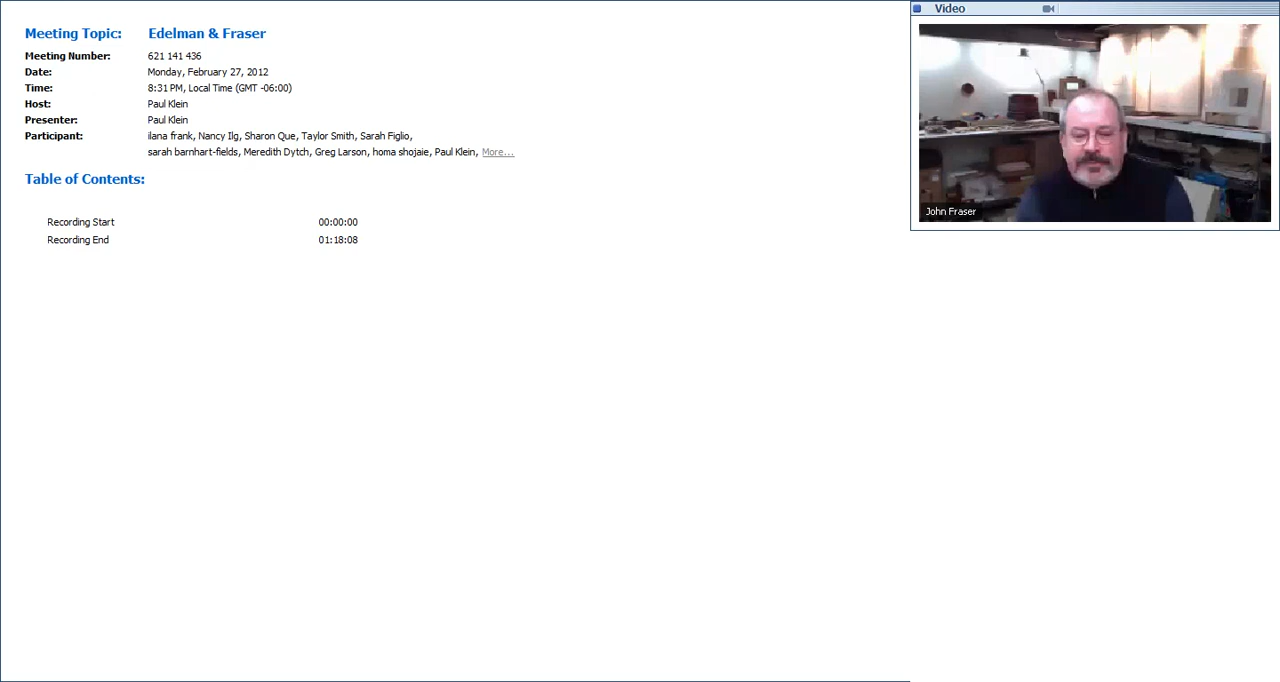 Meeting Topic: Edelman & Fraser
Meeting Number: 621 141 436
Date: Monday, February 27, 2012
Time: 8:31 PM, Local Time (GMT -06:00)
Host: Paul Klein
Presenter: Paul Klein
Participant: ilana frank, Nancy Ilg, Sharon Que, Taylor Smith, Sarah Figlio,
sarah barnhart-fields, Meredith Dytch, Greg Larson, homa shojaie, Paul Klein, More...
Table of Contents:
Recording Start 00:00:00
Recording End 01:18:08
Video
John Fraser